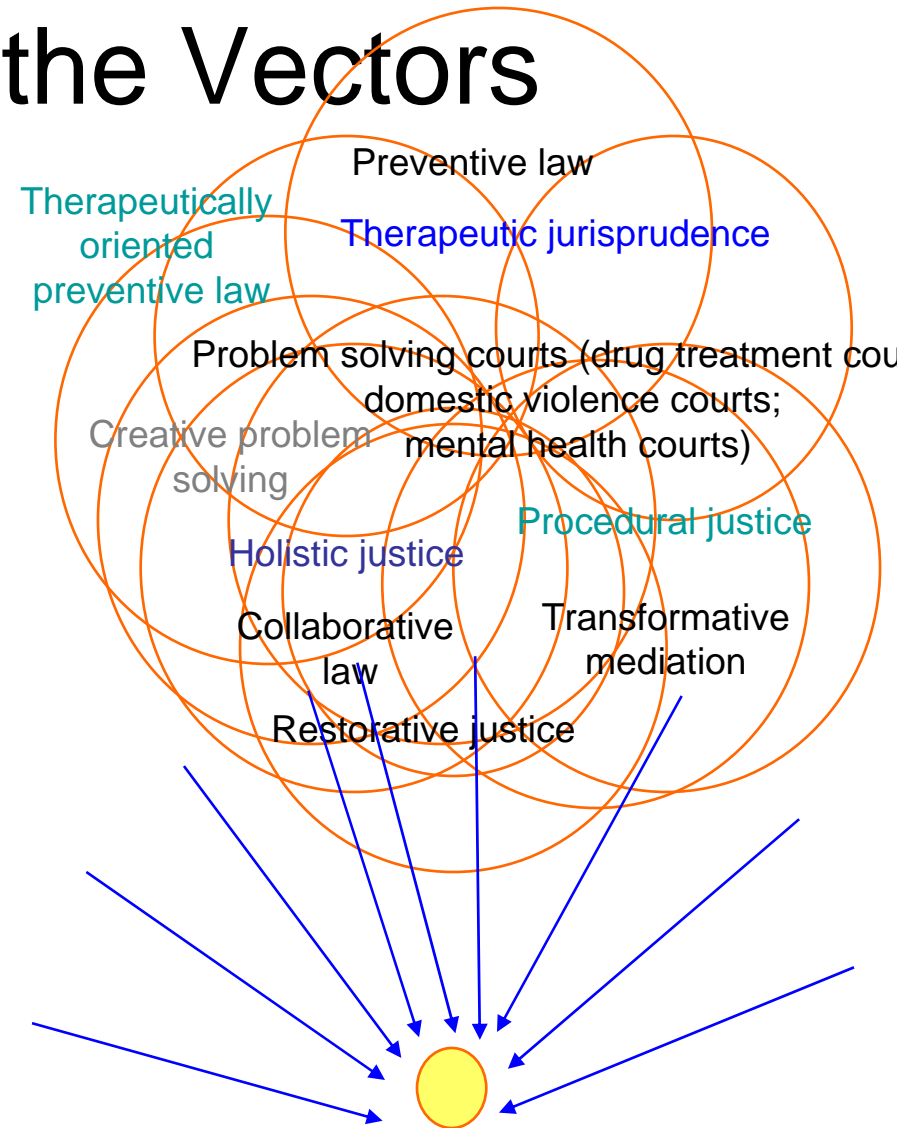 the Vectors
Preventive law
Therapeutically
oriented
preventive law
Therapeutic jurisprudence
Problem solving courts (drug treatment cou
domestic violence courts;
mental health courts)
Creative problem
solving
Procedural justice
Holistic justice
Collaborative
law
Transformative
mediation
Restorative justice